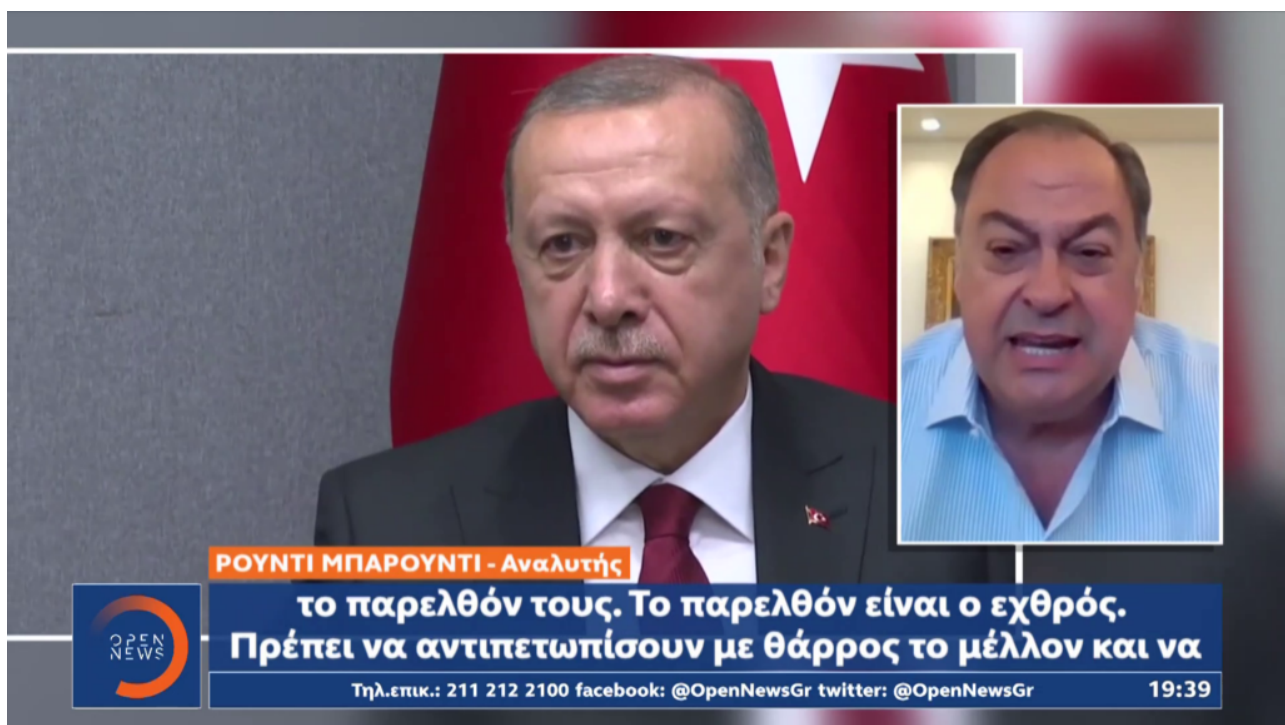 ΡΟΥΝΤΙ ΜΠΑΡΟΥΝΤΙ - Αναλυτής
το παρελθόν τους. Το παρελθόν είναι ο εχθρός.
Πρέπει να αντιπετωπίσουν με θάρρος το μέλλον και να
OPEN
NEWS
Τηλ.επικ.: 211 212 2100 facebook: @OpenNewsGr twitter: @OpenNewsGr
19:39